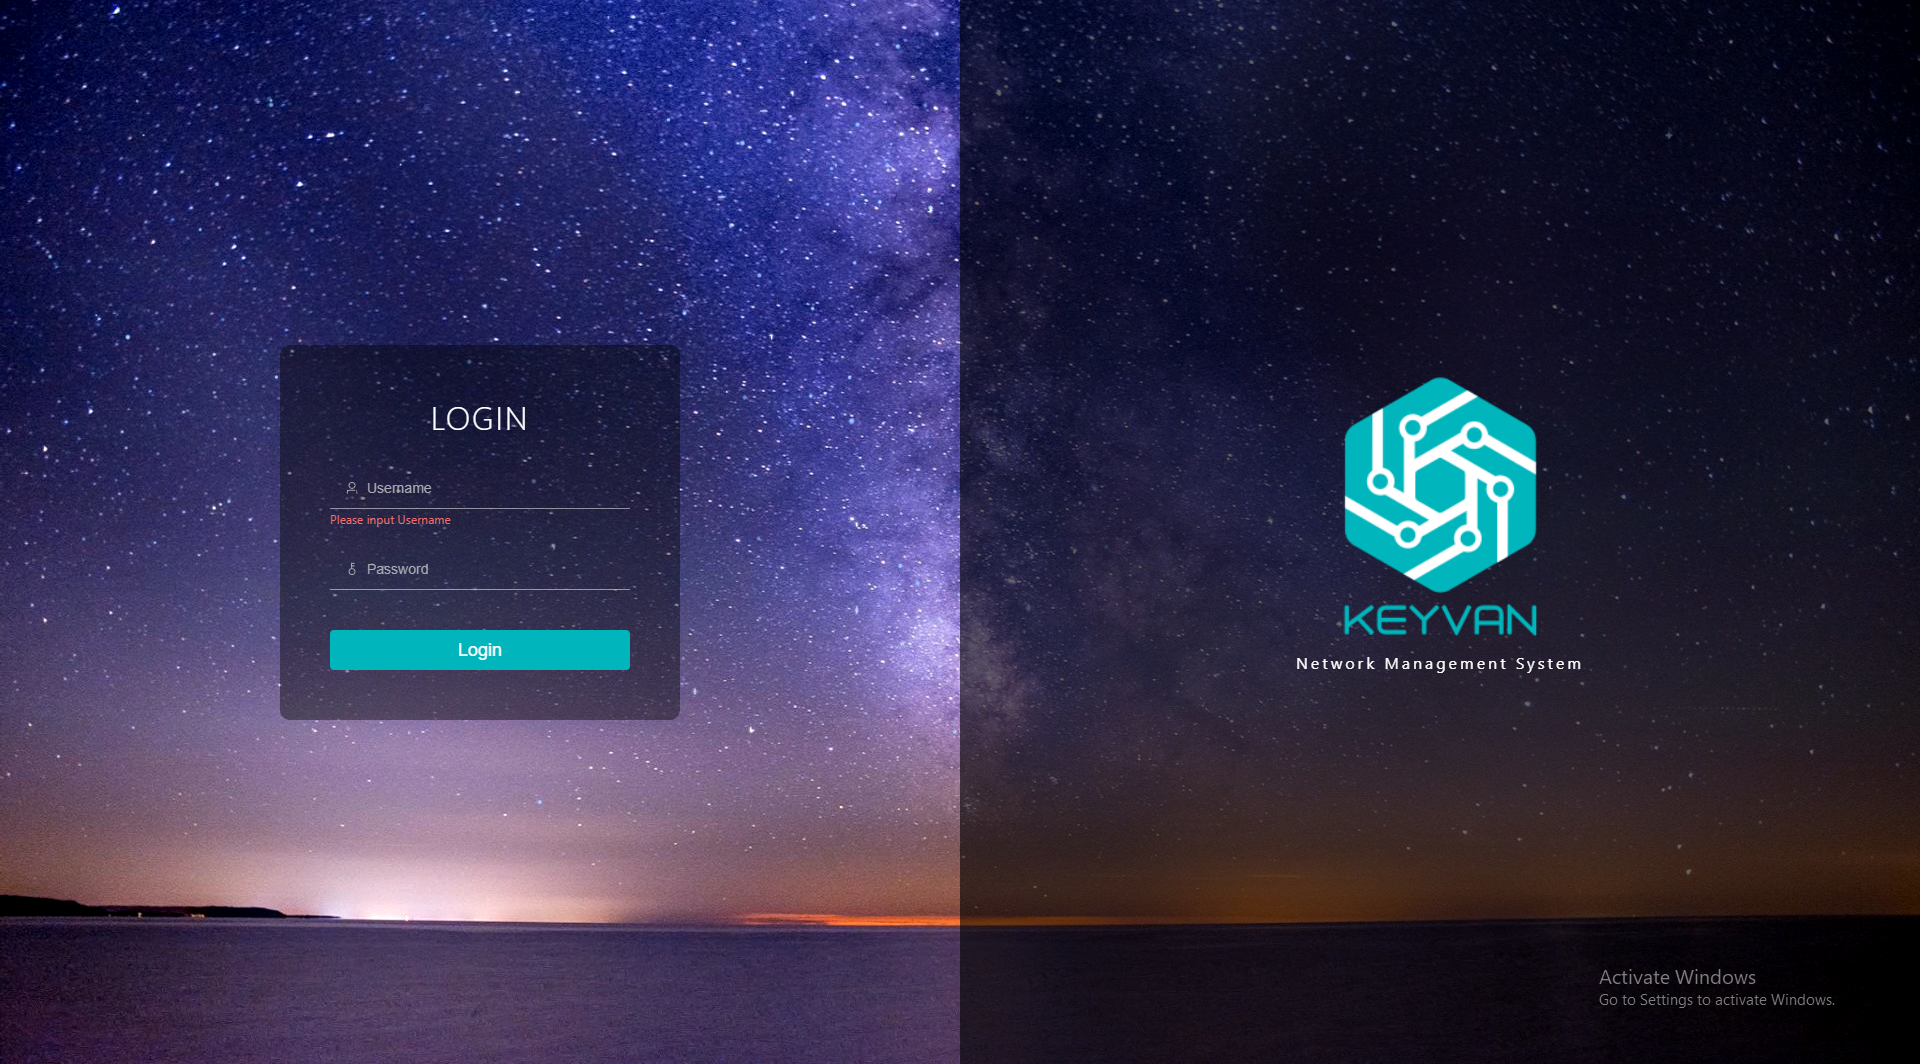 LOGIN
Username
Please input Username
Password
Login
KEYVAN
Network Management System
Activate Windows
Go to Settings to activate Windows.